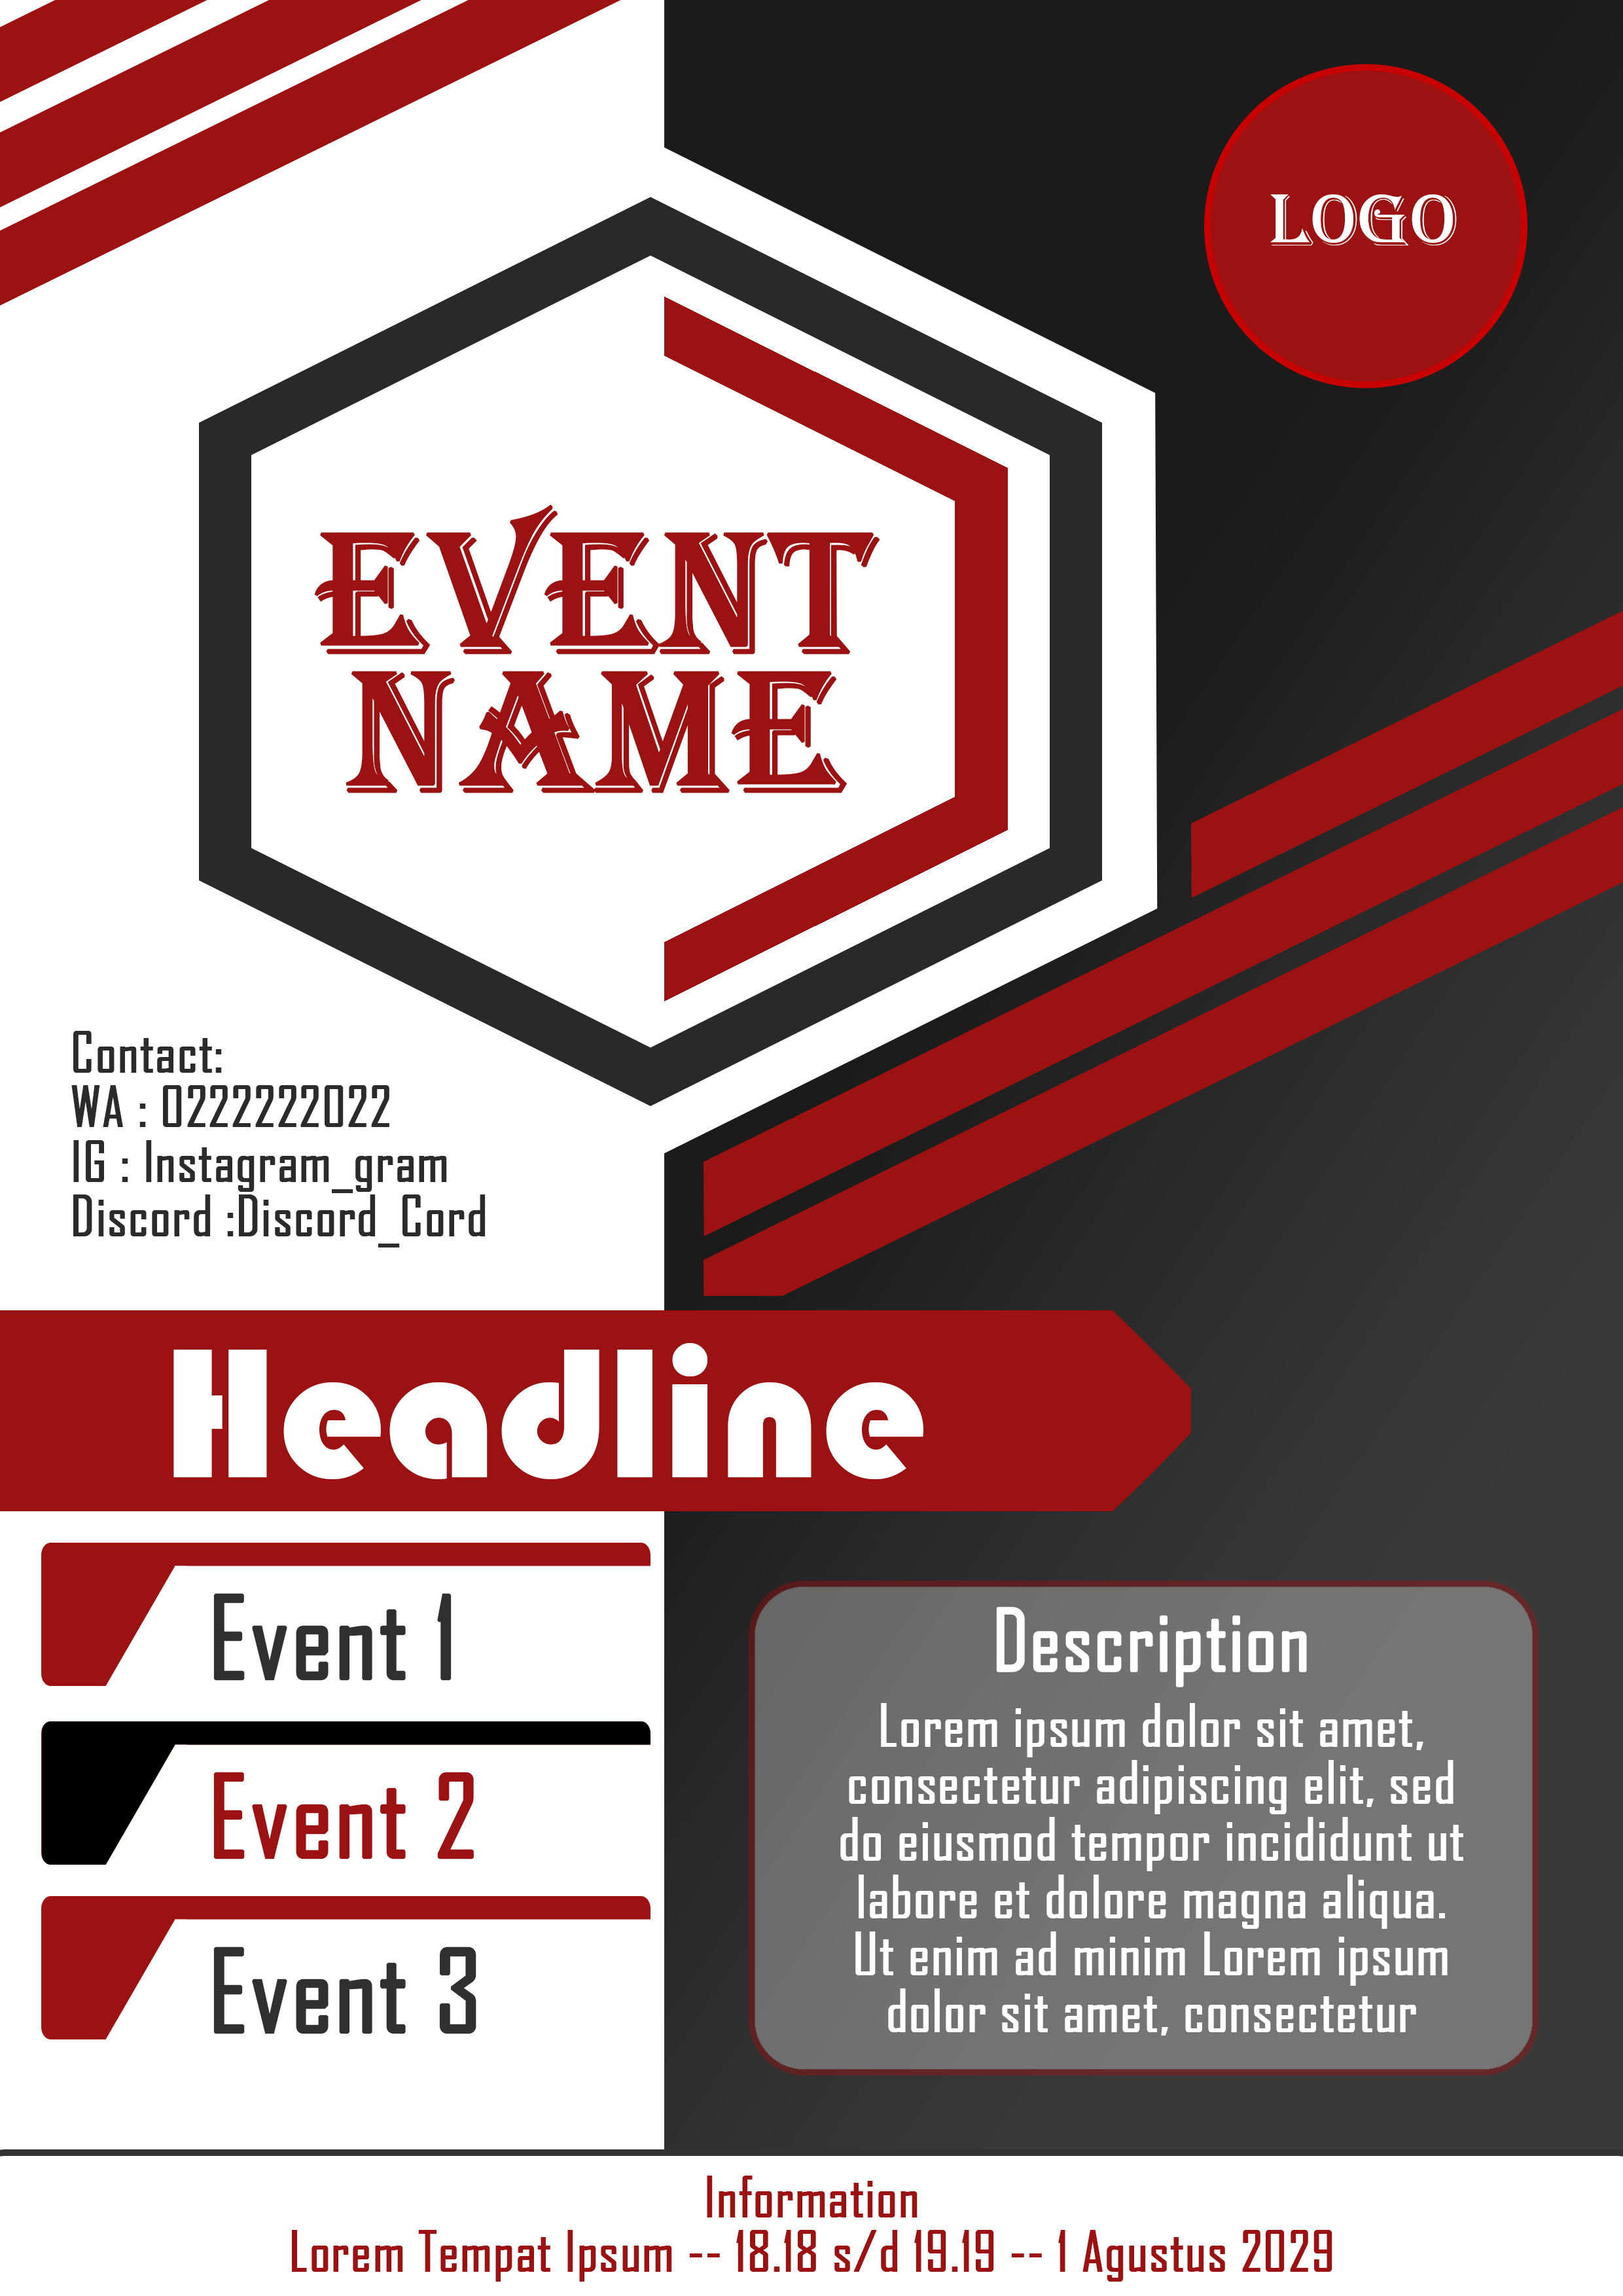 LOGO
EVENT
NAME
Contact:
WA : 0222222022
IG : Instagram_gram
Discord :Discord_Cord
Headline
Event 1
Event 2
Event 3
Description
Lorem ipsum dolor sit amet,
consectetur adipiscing elit, sed
do eiusmod tempor incididunt ut
labore et dolore magna aliqua.
Ut enim ad minim Lorem ipsum
dolor sit amet, consectetur
Information
Lorem Tempat Ipsum -- 18.18 s/d 19.19 -- 1 Agustus 2029